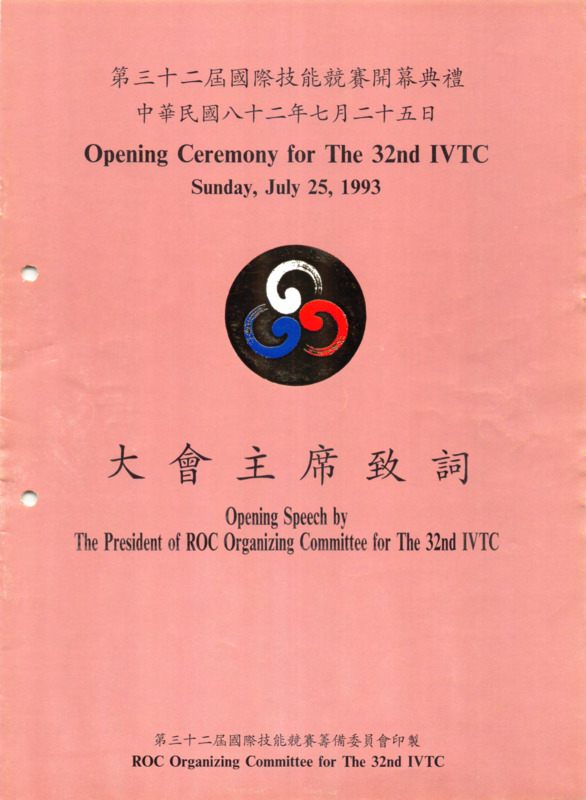 第三十二屆國際技能競賽開幕典禮
中華民國八十二年七月二十五日
Opening Ceremony for The 32nd IVTC
Sunday, July 25, 1993
大會主席致詞
Opening Speech by
The President of ROC Organizing Committee for The 32nd IVTC
第三十二屆國際技能競賽籌備委員會印製
ROC Organizing Committee for The 32nd IVTC